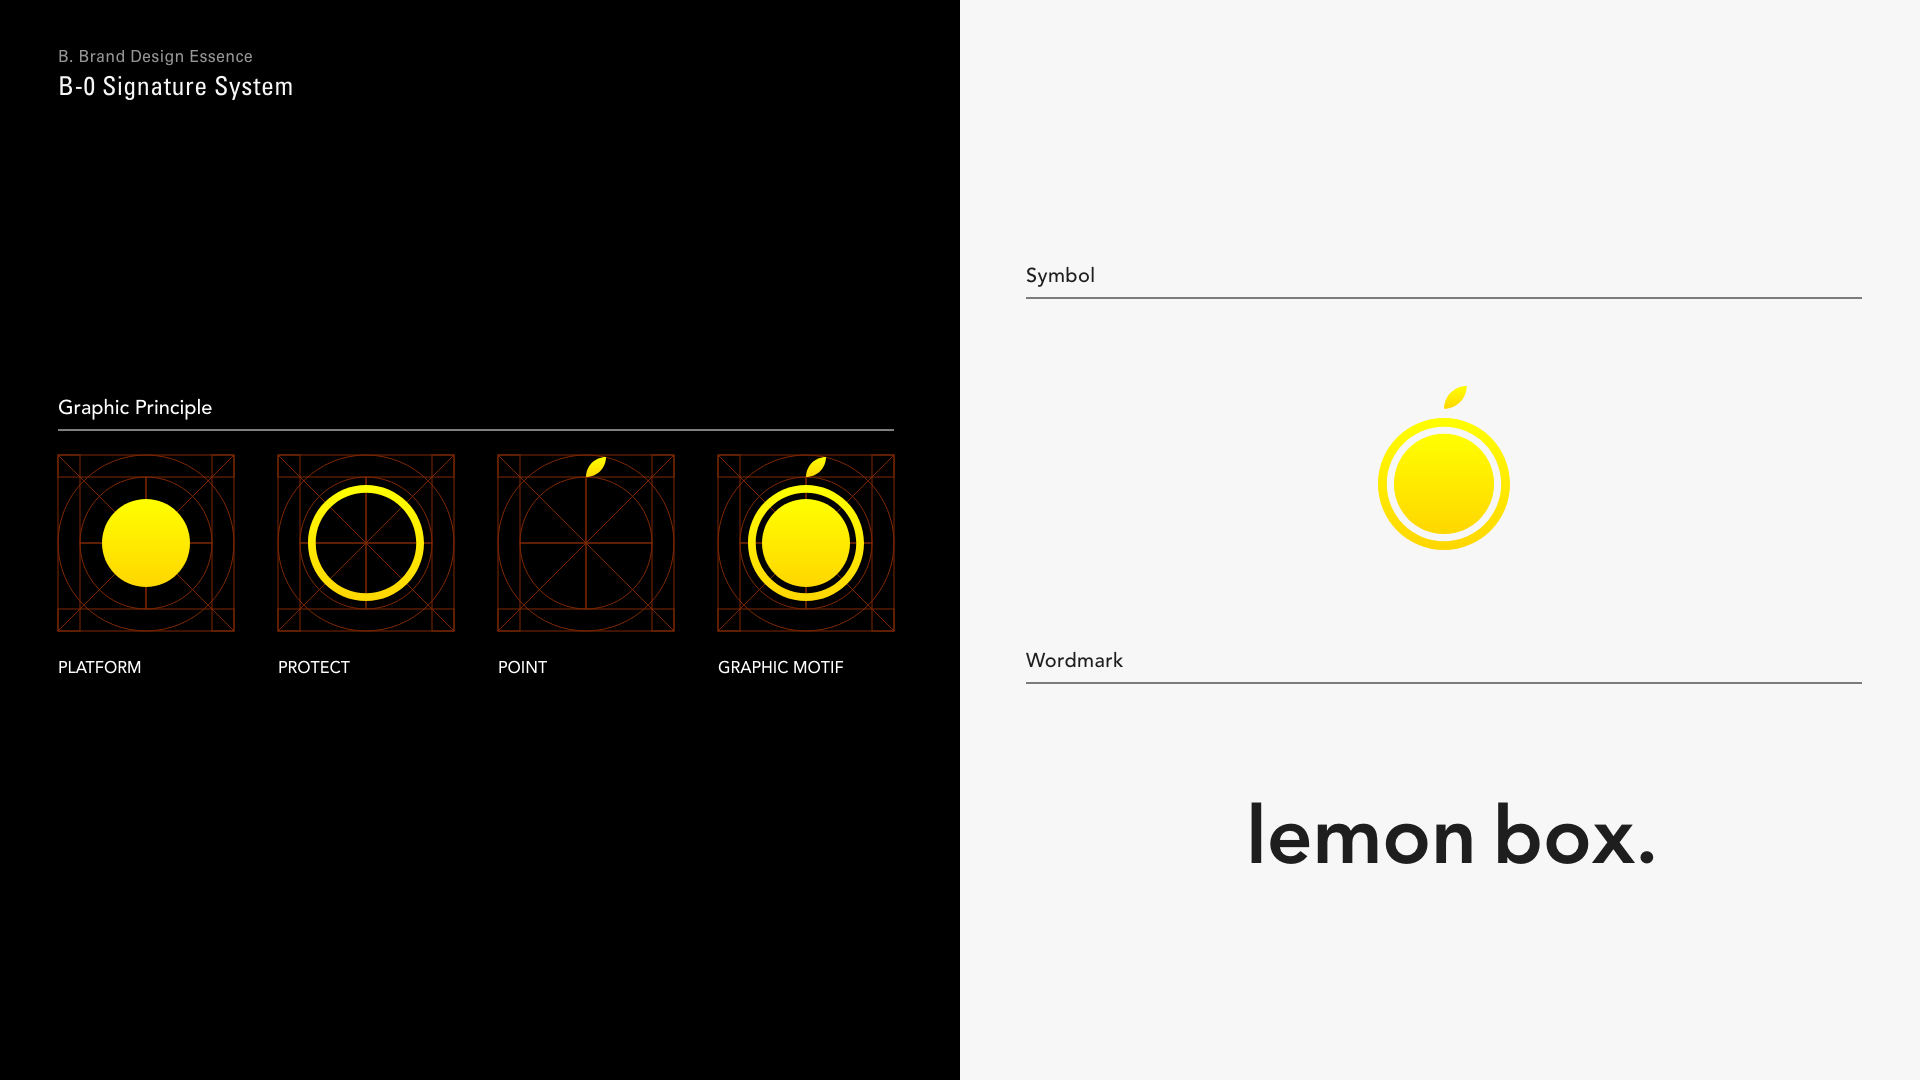 B. Brand Design Essence
B-0 Signature System
Graphic Principle
PLATFORM
PROTECT
POINT
GRAPHIC MOTIF
Symbol
Wordmark
lemon box.